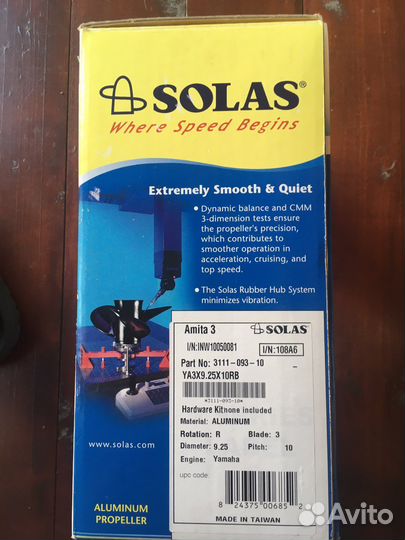 SOLAS®
Where Speed Begins
Extremely Smooth & Quiet
• Dynamic balance and CMM
3-dimension tests ensure
the propeller's precision,
which contributes to
smoother operation in
acceleration, cruising, and
top speed.
• The Solas Rubber Hub System
minimizes vibration.
Amita 3 SOLAS®
I/N:INW10050081 I/N:108A6
Part No: 3111-093-10 –
YA3X9.25X10RB
*3111-093-10*
Hardware Kitnone included
Material: ALUMINUM
Rotation: R Blade: 3
Diameter: 9.25 Pitch: 10
Engine: Yamaha
upc code:
8 24375 00685 2
MADE IN TAIWAN
www.solas.com
ALUMINUM
PROPELLER
Avito